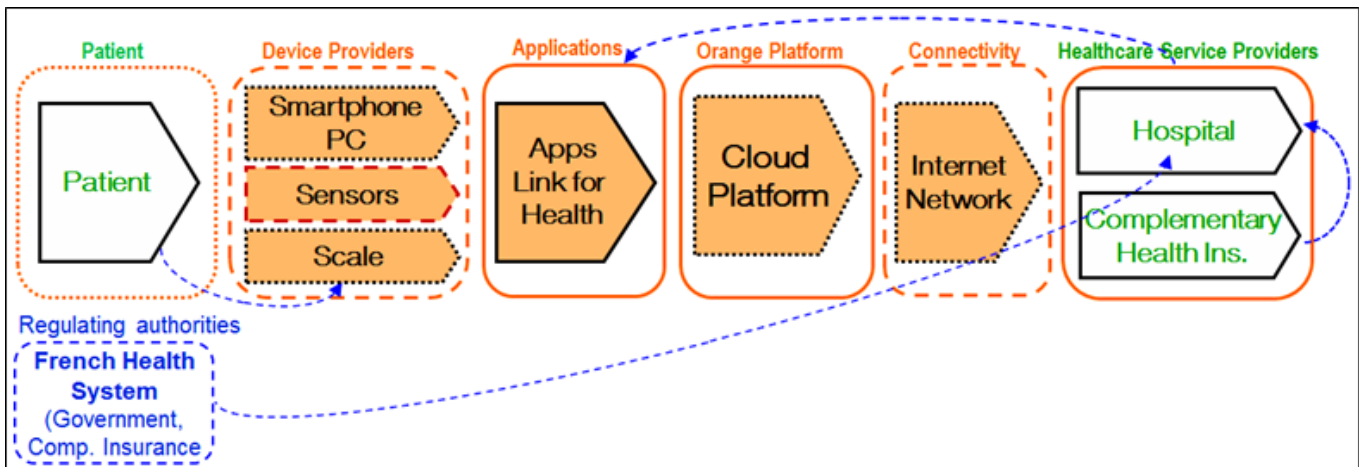 Patient
Device Providers
Applications
Orange Platform
Connectivity
Healthcare Service Providers
Patient
Smartphone
PC
Sensors
Scale
Apps
Link for
Health
Cloud
Platform
Internet
Network
Hospital
Complementary
Health Ins.
Regulating authorities
French Health
System
(Government,
Comp. Insurance